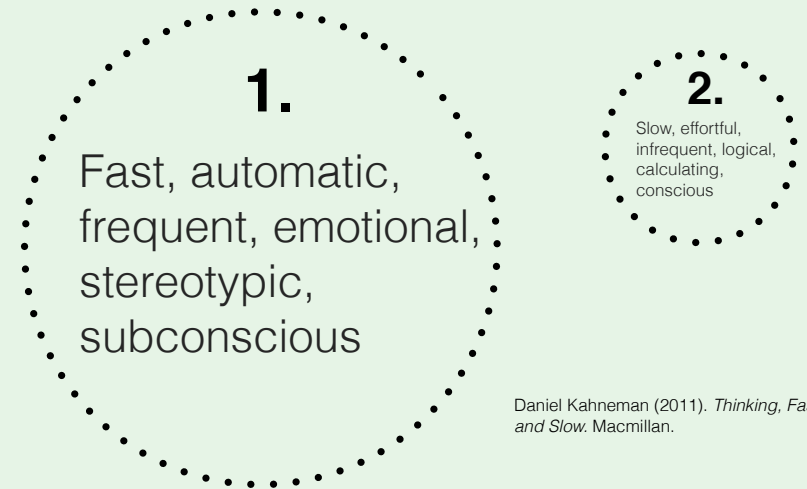 1.
Fast, automatic,
frequent, emotional,
stereotypic,
subconscious
2.
Slow, effortful,
infrequent, logical,
calculating,
conscious
Daniel Kahneman (2011). Thinking, Fas
and Slow. Macmillan.